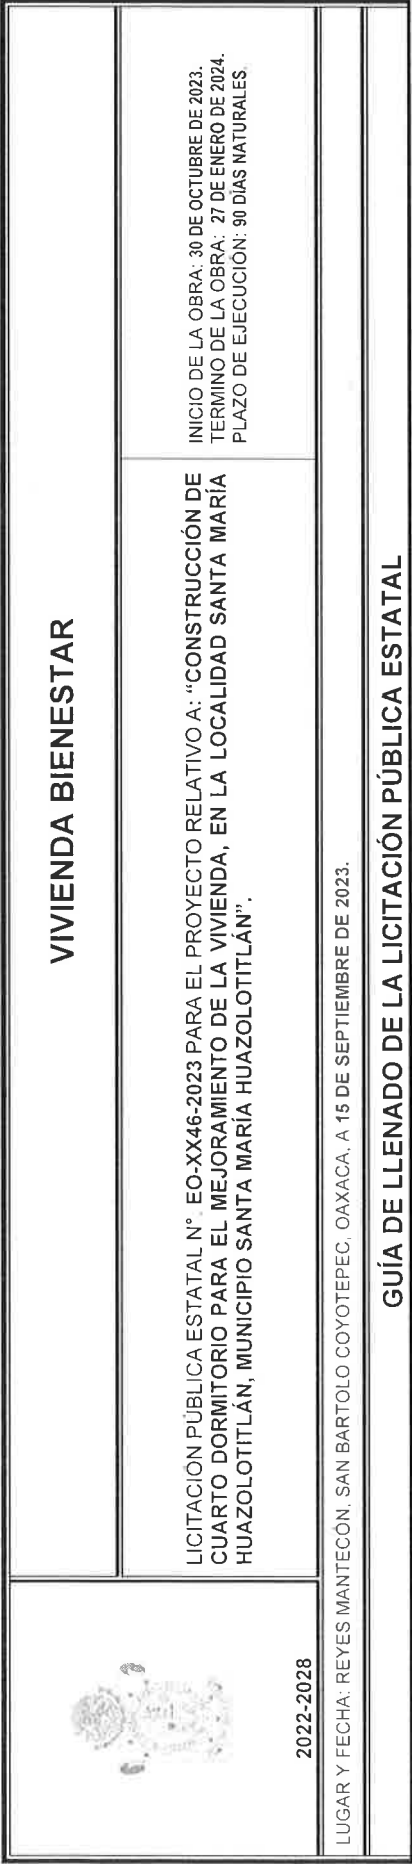 VIVIENDA BIENESTAR
2022-2028
LICITACIÓN PÚBLICA ESTATAL N°. EO-XX46-2023 PARA EL PROYECTO RELATIVO A: “CONSTRUCCIÓN DE
CUARTO DORMITORIO PARA EL MEJORAMIENTO DE LA VIVIENDA, EN LA LOCALIDAD SANTA MARÍA
HUAZOLOTITLÁN, MUNICIPIO SANTA MARÍA HUAZOLOTITLÁN”.
INICIO DE LA OBRA: 30 DE OCTUBRE DE 2023.
TERMINO DE LA OBRA: 27 DE ENERO DE 2024.
PLAZO DE EJECUCIÓN: 90 DÍAS NATURALES.
LUGAR Y FECHA: REYES MANTECÓN, SAN BARTOLO COYOTEPEC, OAXACA, A 15 DE SEPTIEMBRE DE 2023.
GUÍA DE LLENADO DE LA LICITACIÓN PÚBLICA ESTATAL